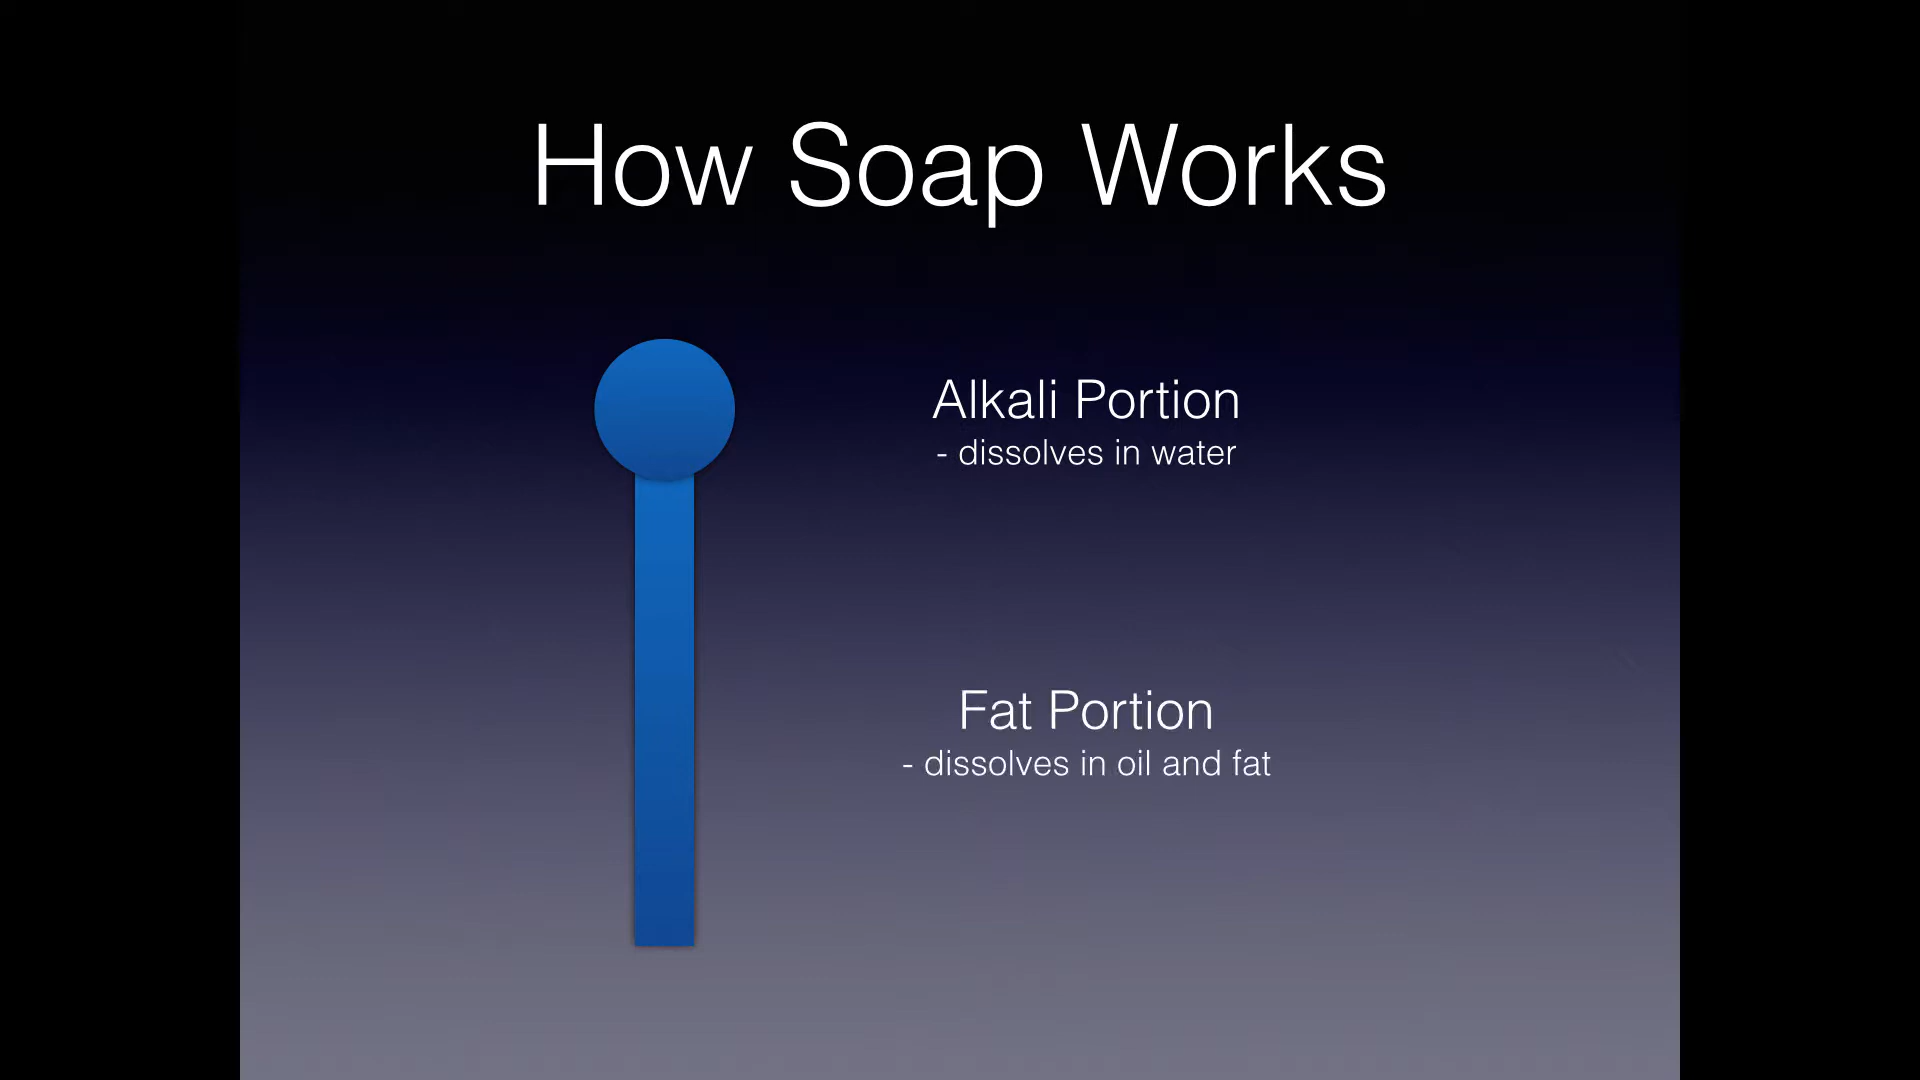 How Soap Works
Alkali Portion
- dissolves in water
Fat Portion
- dissolves in oil and fat